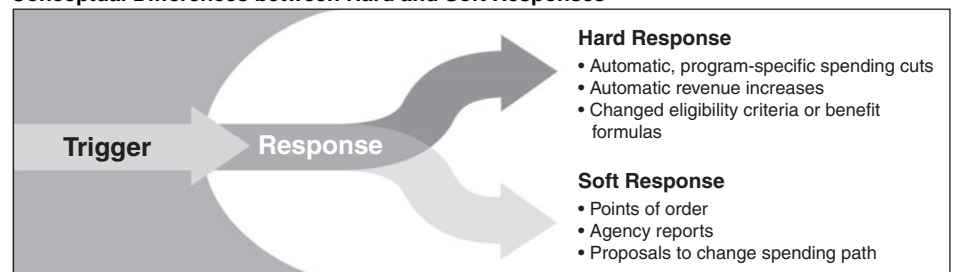 Conceptual Differences between Hard and Soft Responses
Hard Response
• Automatic, program-specific spending cuts
• Automatic revenue increases
• Changed eligibility criteria or benefit
formulas
Trigger
Response
Soft Response
• Points of order
• Agency reports
• Proposals to change spending path